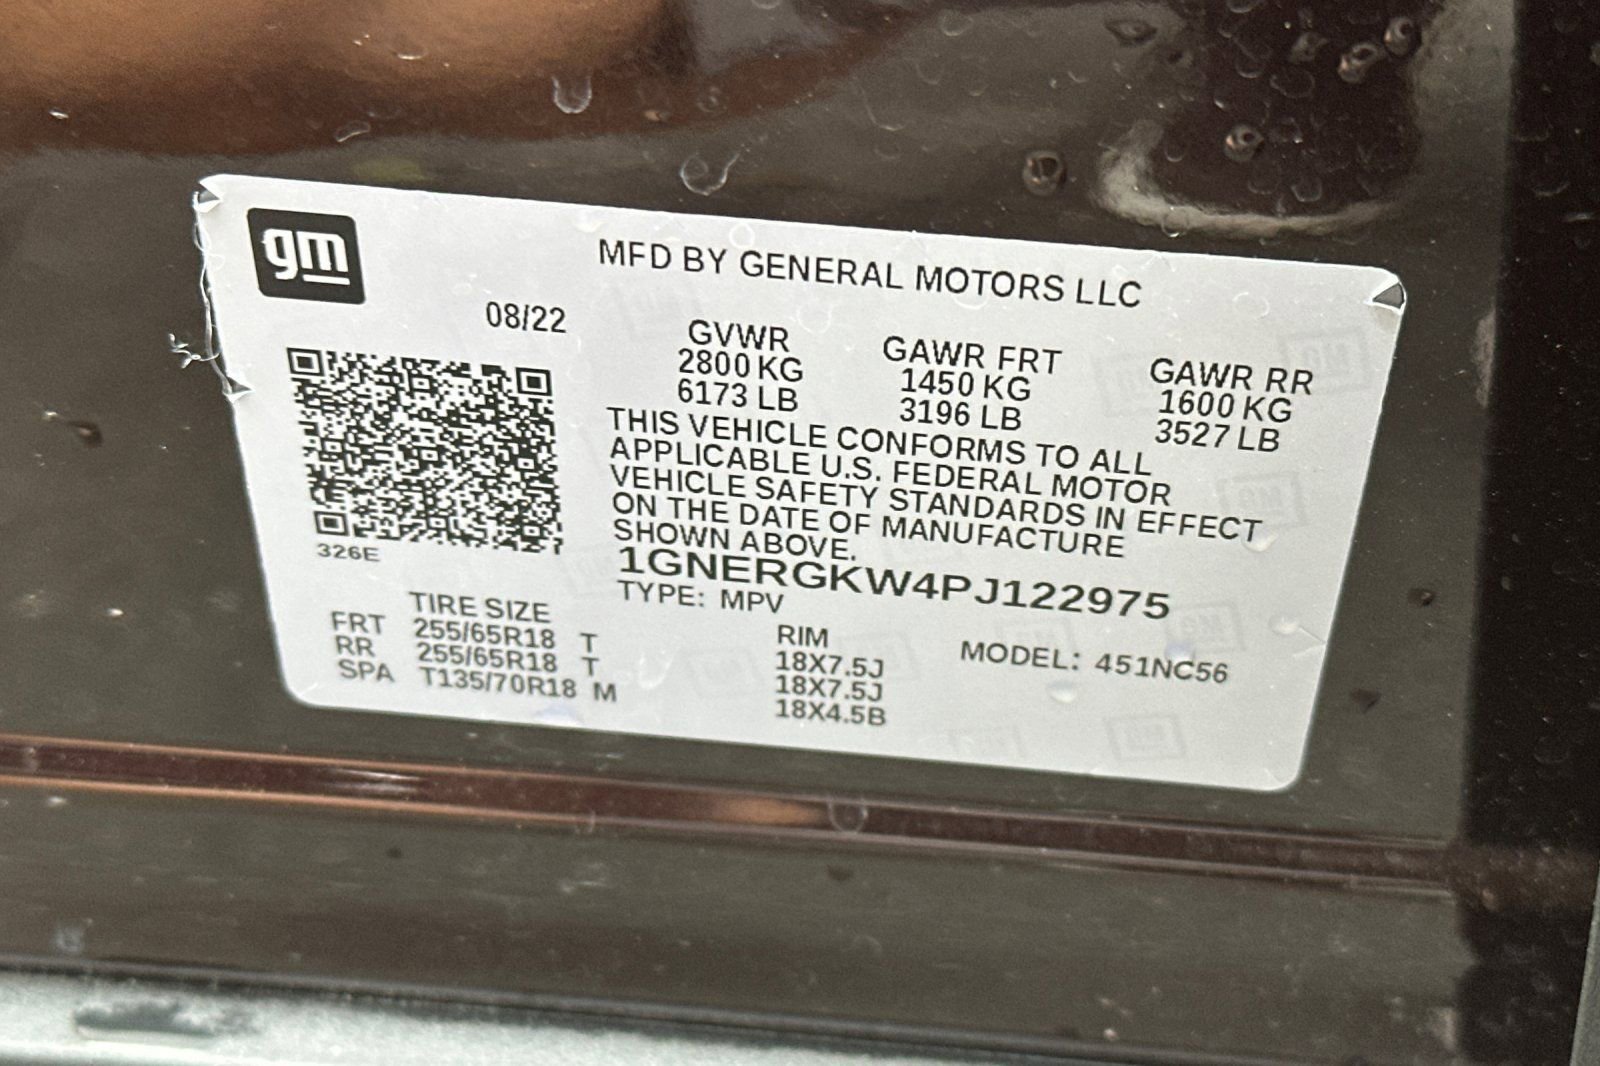 gm
MFD BY GENERAL MOTORS LLC
08/22
GVWR GAWR FRT GAWR RR
2800 KG 1450 KG 1600 KG
6173 LB 3196 LB 3527 LB
THIS VEHICLE CONFORMS TO ALL
APPLICABLE U.S. FEDERAL MOTOR
VEHICLE SAFETY STANDARDS IN EFFECT
ON THE DATE OF MANUFACTURE
SHOWN ABOVE.
326E
1GNERGKW4PJ122975
TYPE: MPV
TIRE SIZE RIM MODEL: 451NC56
FRT 255/65R18 T 18X7.5J
RR 255/65R18 T 18X7.5J
SPA T135/70R18 M 18X4.5B